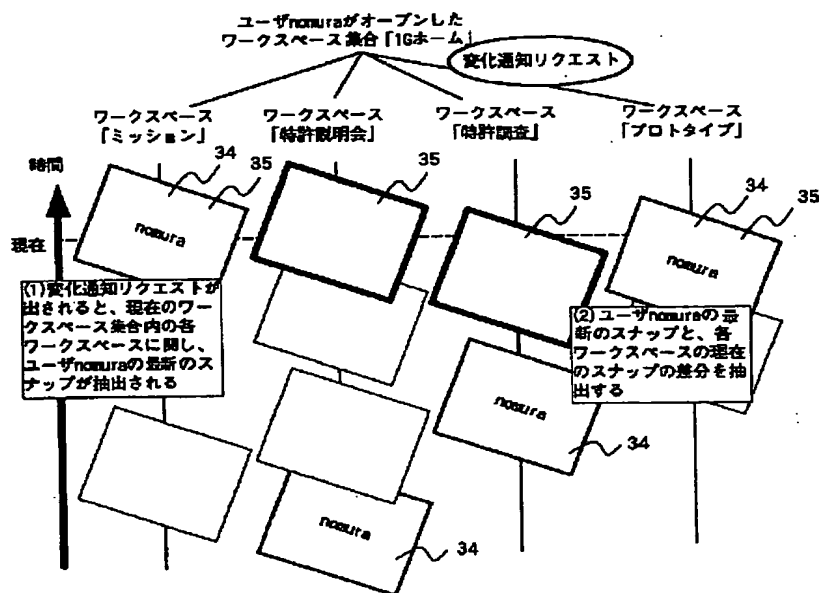 ユーザnomuraがオープンした
ワークスペース集合「IGホーム」
変化通知リクエスト
ワークスペース
「ミッション」
ワークスペース
「特許説明会」
ワークスペース
「特許調査」
ワークスペース
「プロトタイプ」
時間
34
35
35
35
34
35
現在
nomura
nomura
(1)変化通知リクエストが
出されると、現在のワー
クスペース集合内の各
ワークスペースに関し、
ユーザnomuraの最新のス
ナップが抽出される
(2) ユーザnomuraの最
新のスナップと、各
ワークスペースの現在
のスナップの差分を抽
出する
nomura
34
nomura
34